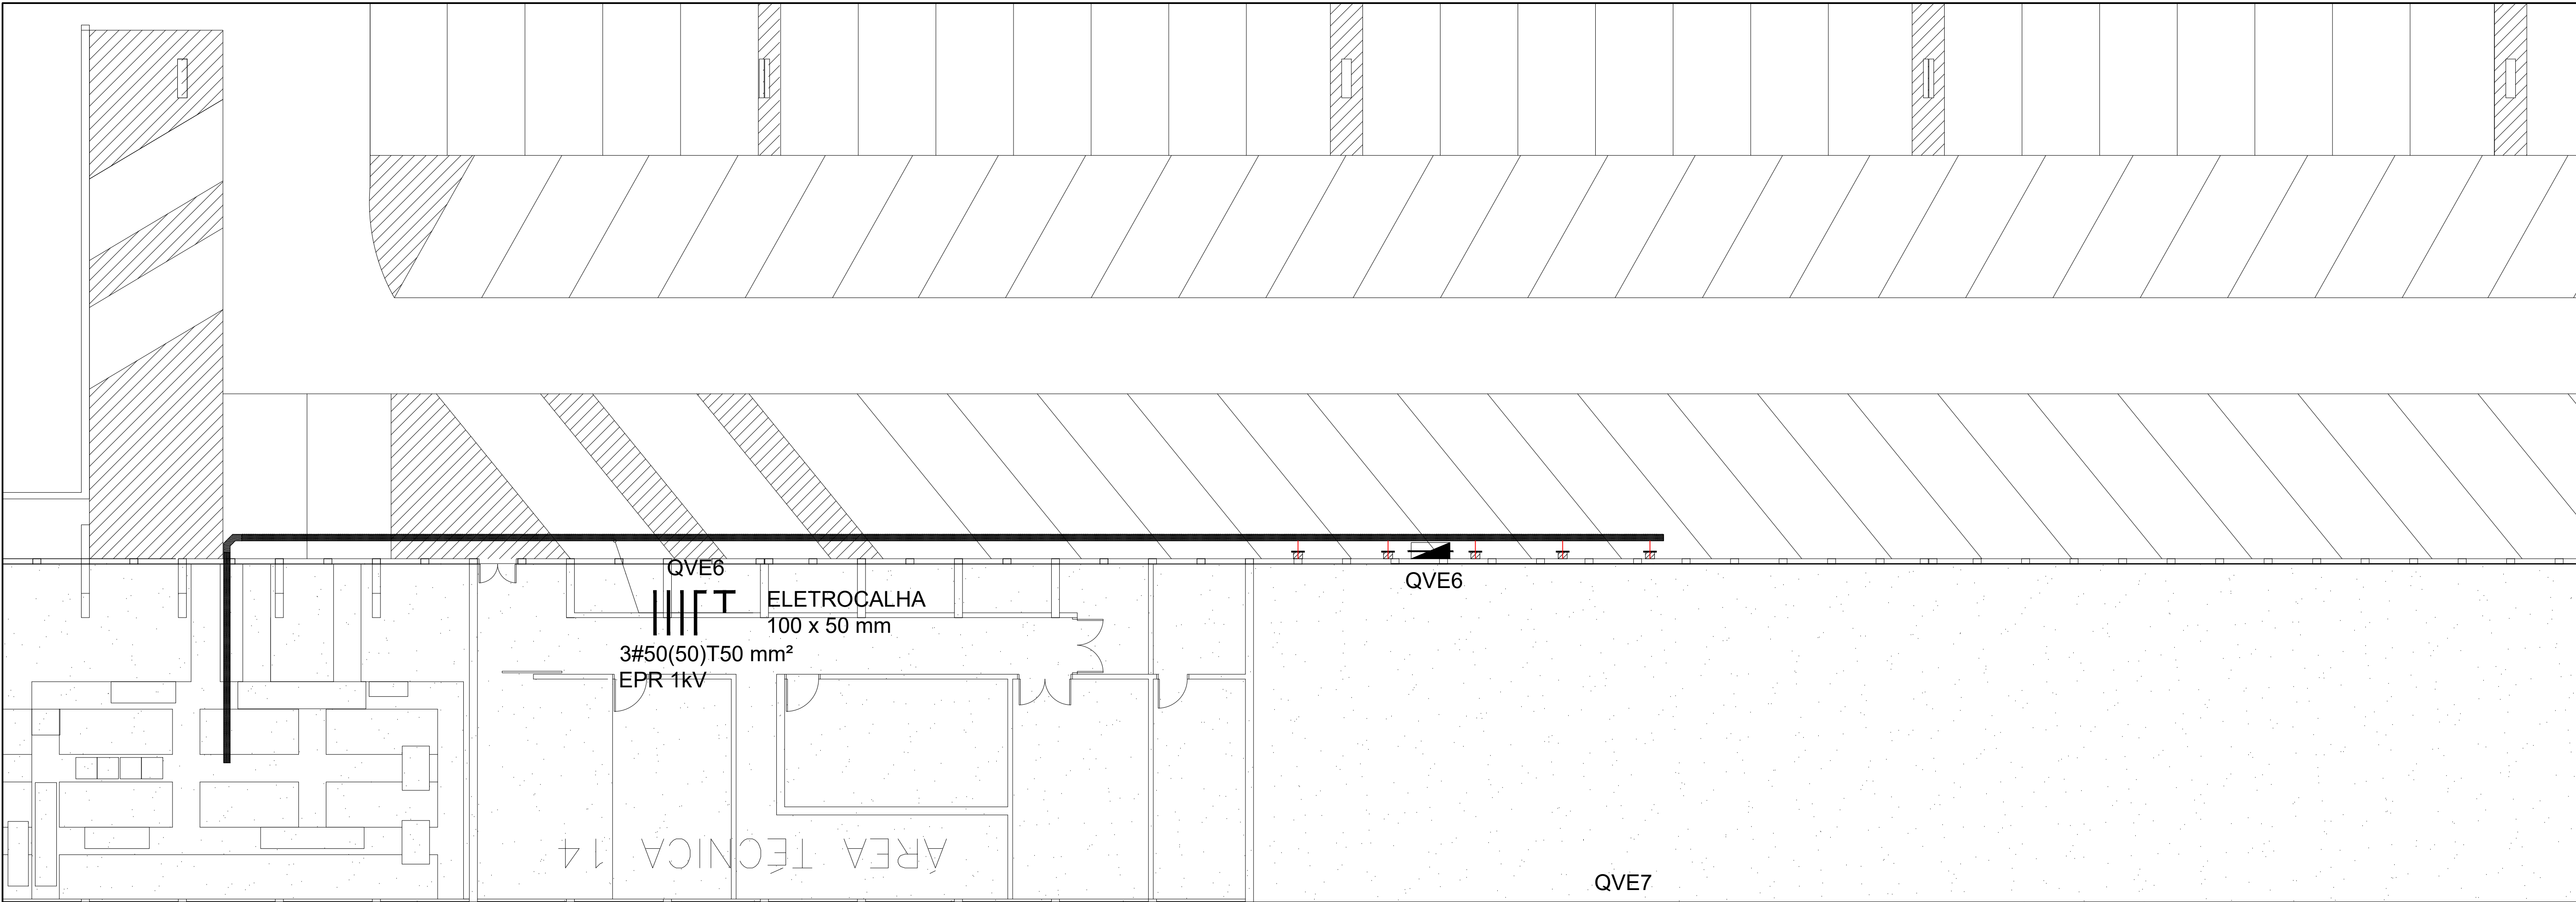 QVE6
ELETROCALHA
100 x 50 mm
3#50(50)T50 mm²
EPR 1kV
QVE6
ÁREA TÉCNICA 14
QVE7